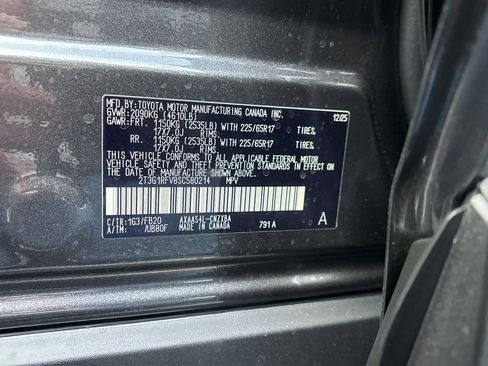 MFD.BY:TOYOTA MOTOR MANUFACTURING CANADA INC.
GVWR: 2090KG (4610LB) 12/25
GAWR: FRT. 1150KG (2535LB) WITH 225/65R17 TIRES,
17X7.0J RIMS,
RR. 1150KG (2535LB) WITH 225/65R17 TIRES,
17X7.0J RIMS,
THIS VEHICLE CONFORMS TO ALL APPLICABLE FEDERAL MOTOR
VEHICLE SAFETY AND THEFT PREVENTION STANDARDS IN
EFFECT ON THE DATE OF MANUFACTURE SHOWN ABOVE.
2T3G1RFV8SC580214 MPV
C/TR:1G3/FB20 AXAA54L-CNZXBA A
A/TM: /UB80F MADE IN CANADA 791A